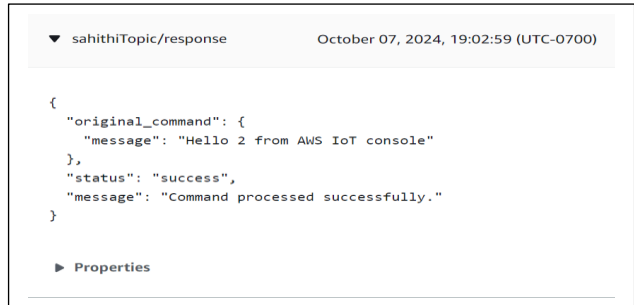 sahithiTopic/response October 07, 2024, 19:02:59 (UTC-0700)
{
"original_command": {
"message": "Hello 2 from AWS IoT console"
},
"status": "success",
"message": "Command processed successfully."
}
Properties